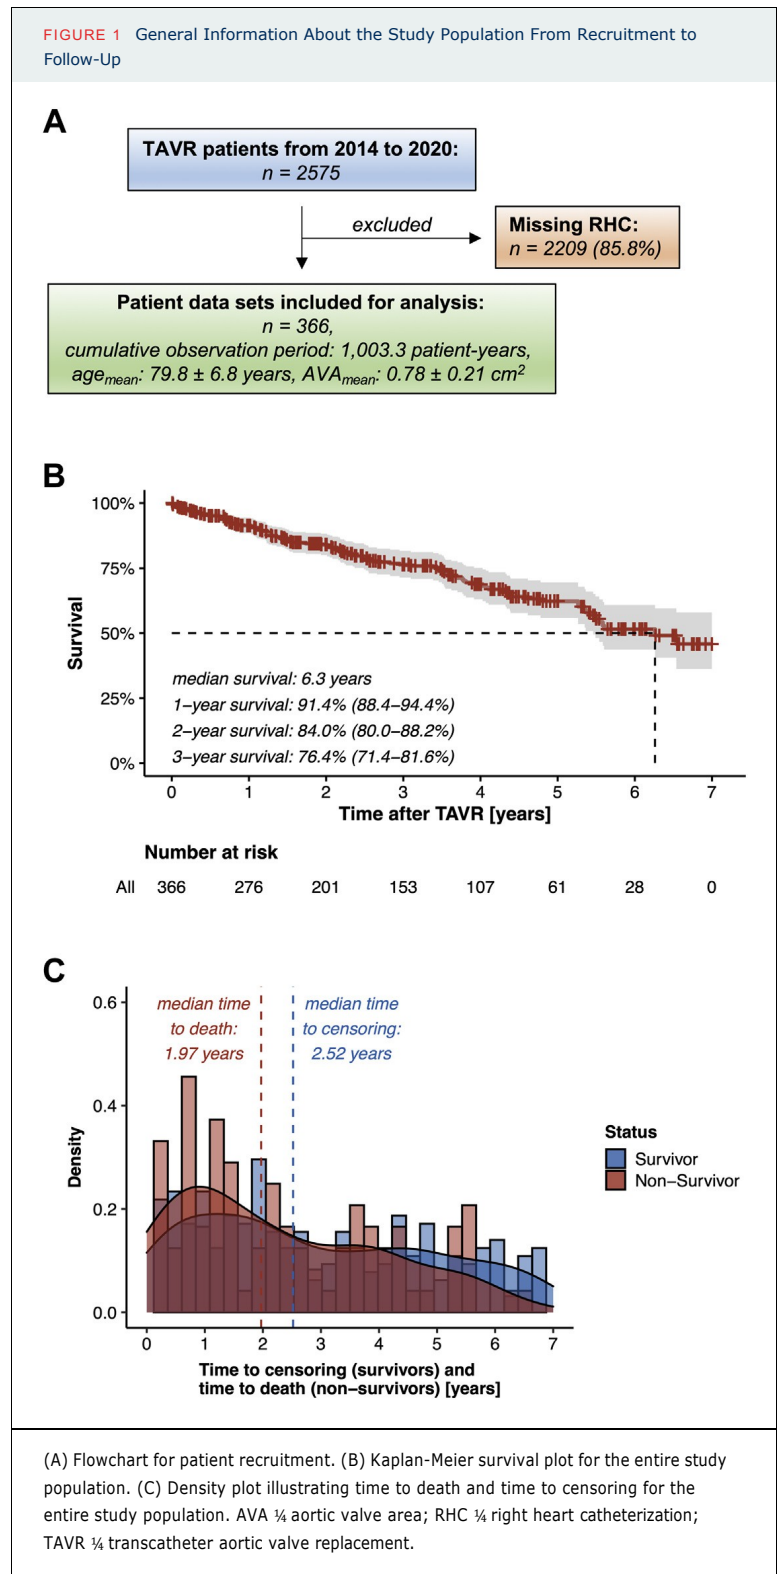 FIGURE 1 General Information About the Study Population From Recruitment to
Follow-Up
A
TAVR patients from 2014 to 2020:
n = 2575
excluded
Missing RHC:
n = 2209 (85.8%)
Patient data sets included for analysis:
n = 366,
cumulative observation period: 1,003.3 patient-years,
agemean: 79.8 ± 6.8 years, AVAmean: 0.78 ± 0.21 cm2
B
100%
75%
50%
25%
0%
Survival
median survival: 6.3 years
1–year survival: 91.4% (88.4–94.4%)
2–year survival: 84.0% (80.0–88.2%)
3–year survival: 76.4% (71.4–81.6%)
0 1 2 3 4 5 6 7
Time after TAVR [years]
Number at risk
All 366 276 201 153 107 61 28 0
C
0.6
0.4
0.2
0.0
Density
median time
to death:
1.97 years
median time
to censoring:
2.52 years
Status
Survivor
Non–Survivor
0 1 2 3 4 5 6 7
Time to censoring (survivors) and
time to death (non–survivors) [years]
(A) Flowchart for patient recruitment. (B) Kaplan-Meier survival plot for the entire study
population. (C) Density plot illustrating time to death and time to censoring for the
entire study population. AVA ¼ aortic valve area; RHC ¼ right heart catheterization;
TAVR ¼ transcatheter aortic valve replacement.